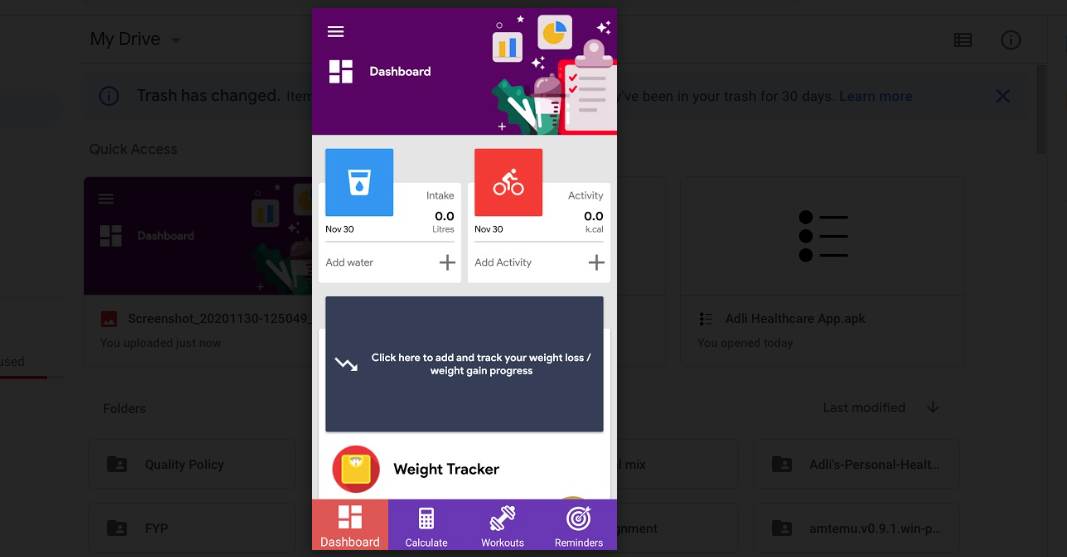 My Drive
Dashboard
Trash has changed. Item
've been in your trash for 30 days. Learn more
Quick Access
Dashboard
Intake
0.0
Nov 30
Litres
Add water
Activity
0.0
Nov 30
k.cal
Add Activity
Screenshot_20201130-125049_
You uploaded just now
Adli Healthcare App.apk
You opened today
Click here to add and track your weight loss /
weight gain progress
used
Folders
Last modified
Quality Policy
l mix
Adli's-Personal-Healt...
Weight Tracker
FYP
nment
amtemu.v0.9.1.win-p...
Dashboard
Calculate
Workouts
Reminders